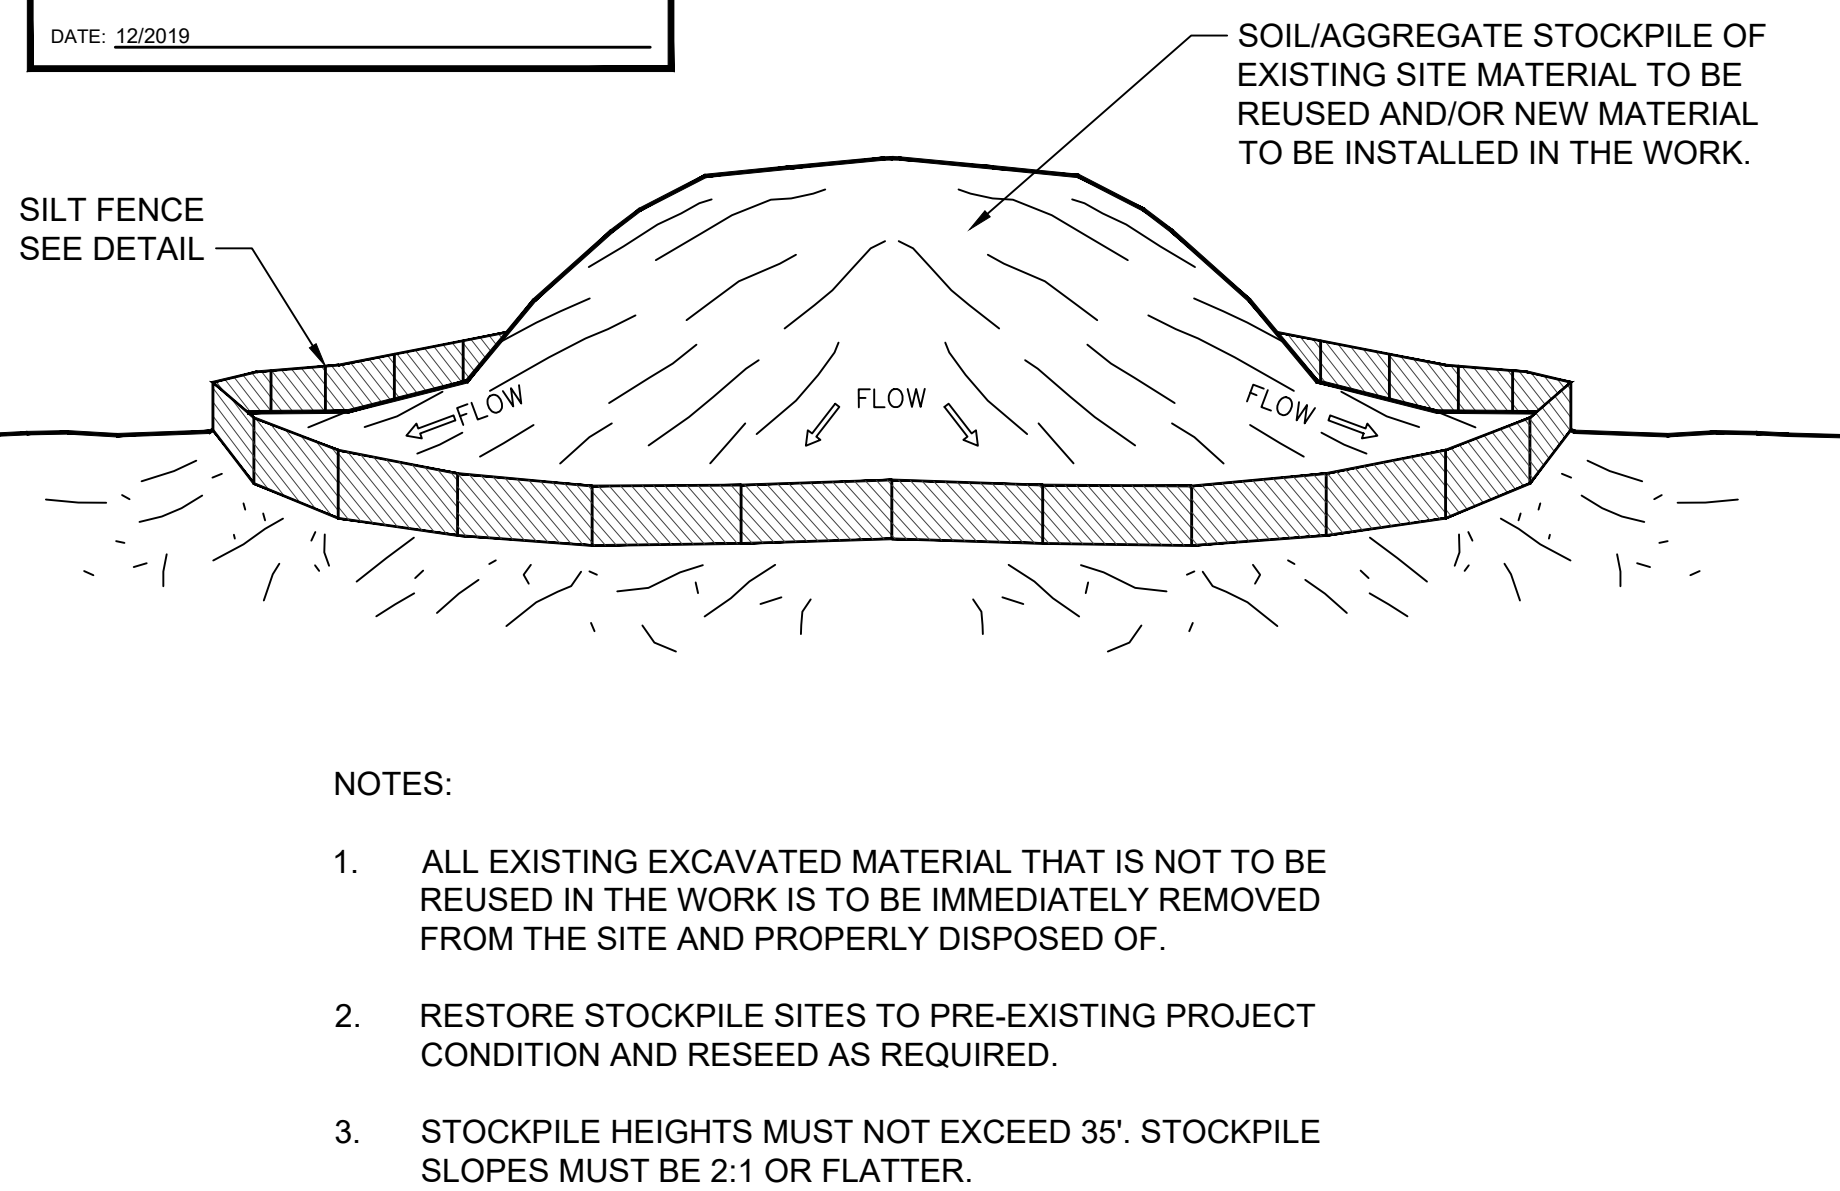 DATE: 12/2019
SOIL/AGGREGATE STOCKPILE OF
EXISTING SITE MATERIAL TO BE
REUSED AND/OR NEW MATERIAL
TO BE INSTALLED IN THE WORK.
SILT FENCE
SEE DETAIL
FLOW
FLOW
FLOW
NOTES:
1. ALL EXISTING EXCAVATED MATERIAL THAT IS NOT TO BE
REUSED IN THE WORK IS TO BE IMMEDIATELY REMOVED
FROM THE SITE AND PROPERLY DISPOSED OF.
2. RESTORE STOCKPILE SITES TO PRE-EXISTING PROJECT
CONDITION AND RESEED AS REQUIRED.
3. STOCKPILE HEIGHTS MUST NOT EXCEED 35'. STOCKPILE
SLOPES MUST BE 2:1 OR FLATTER.